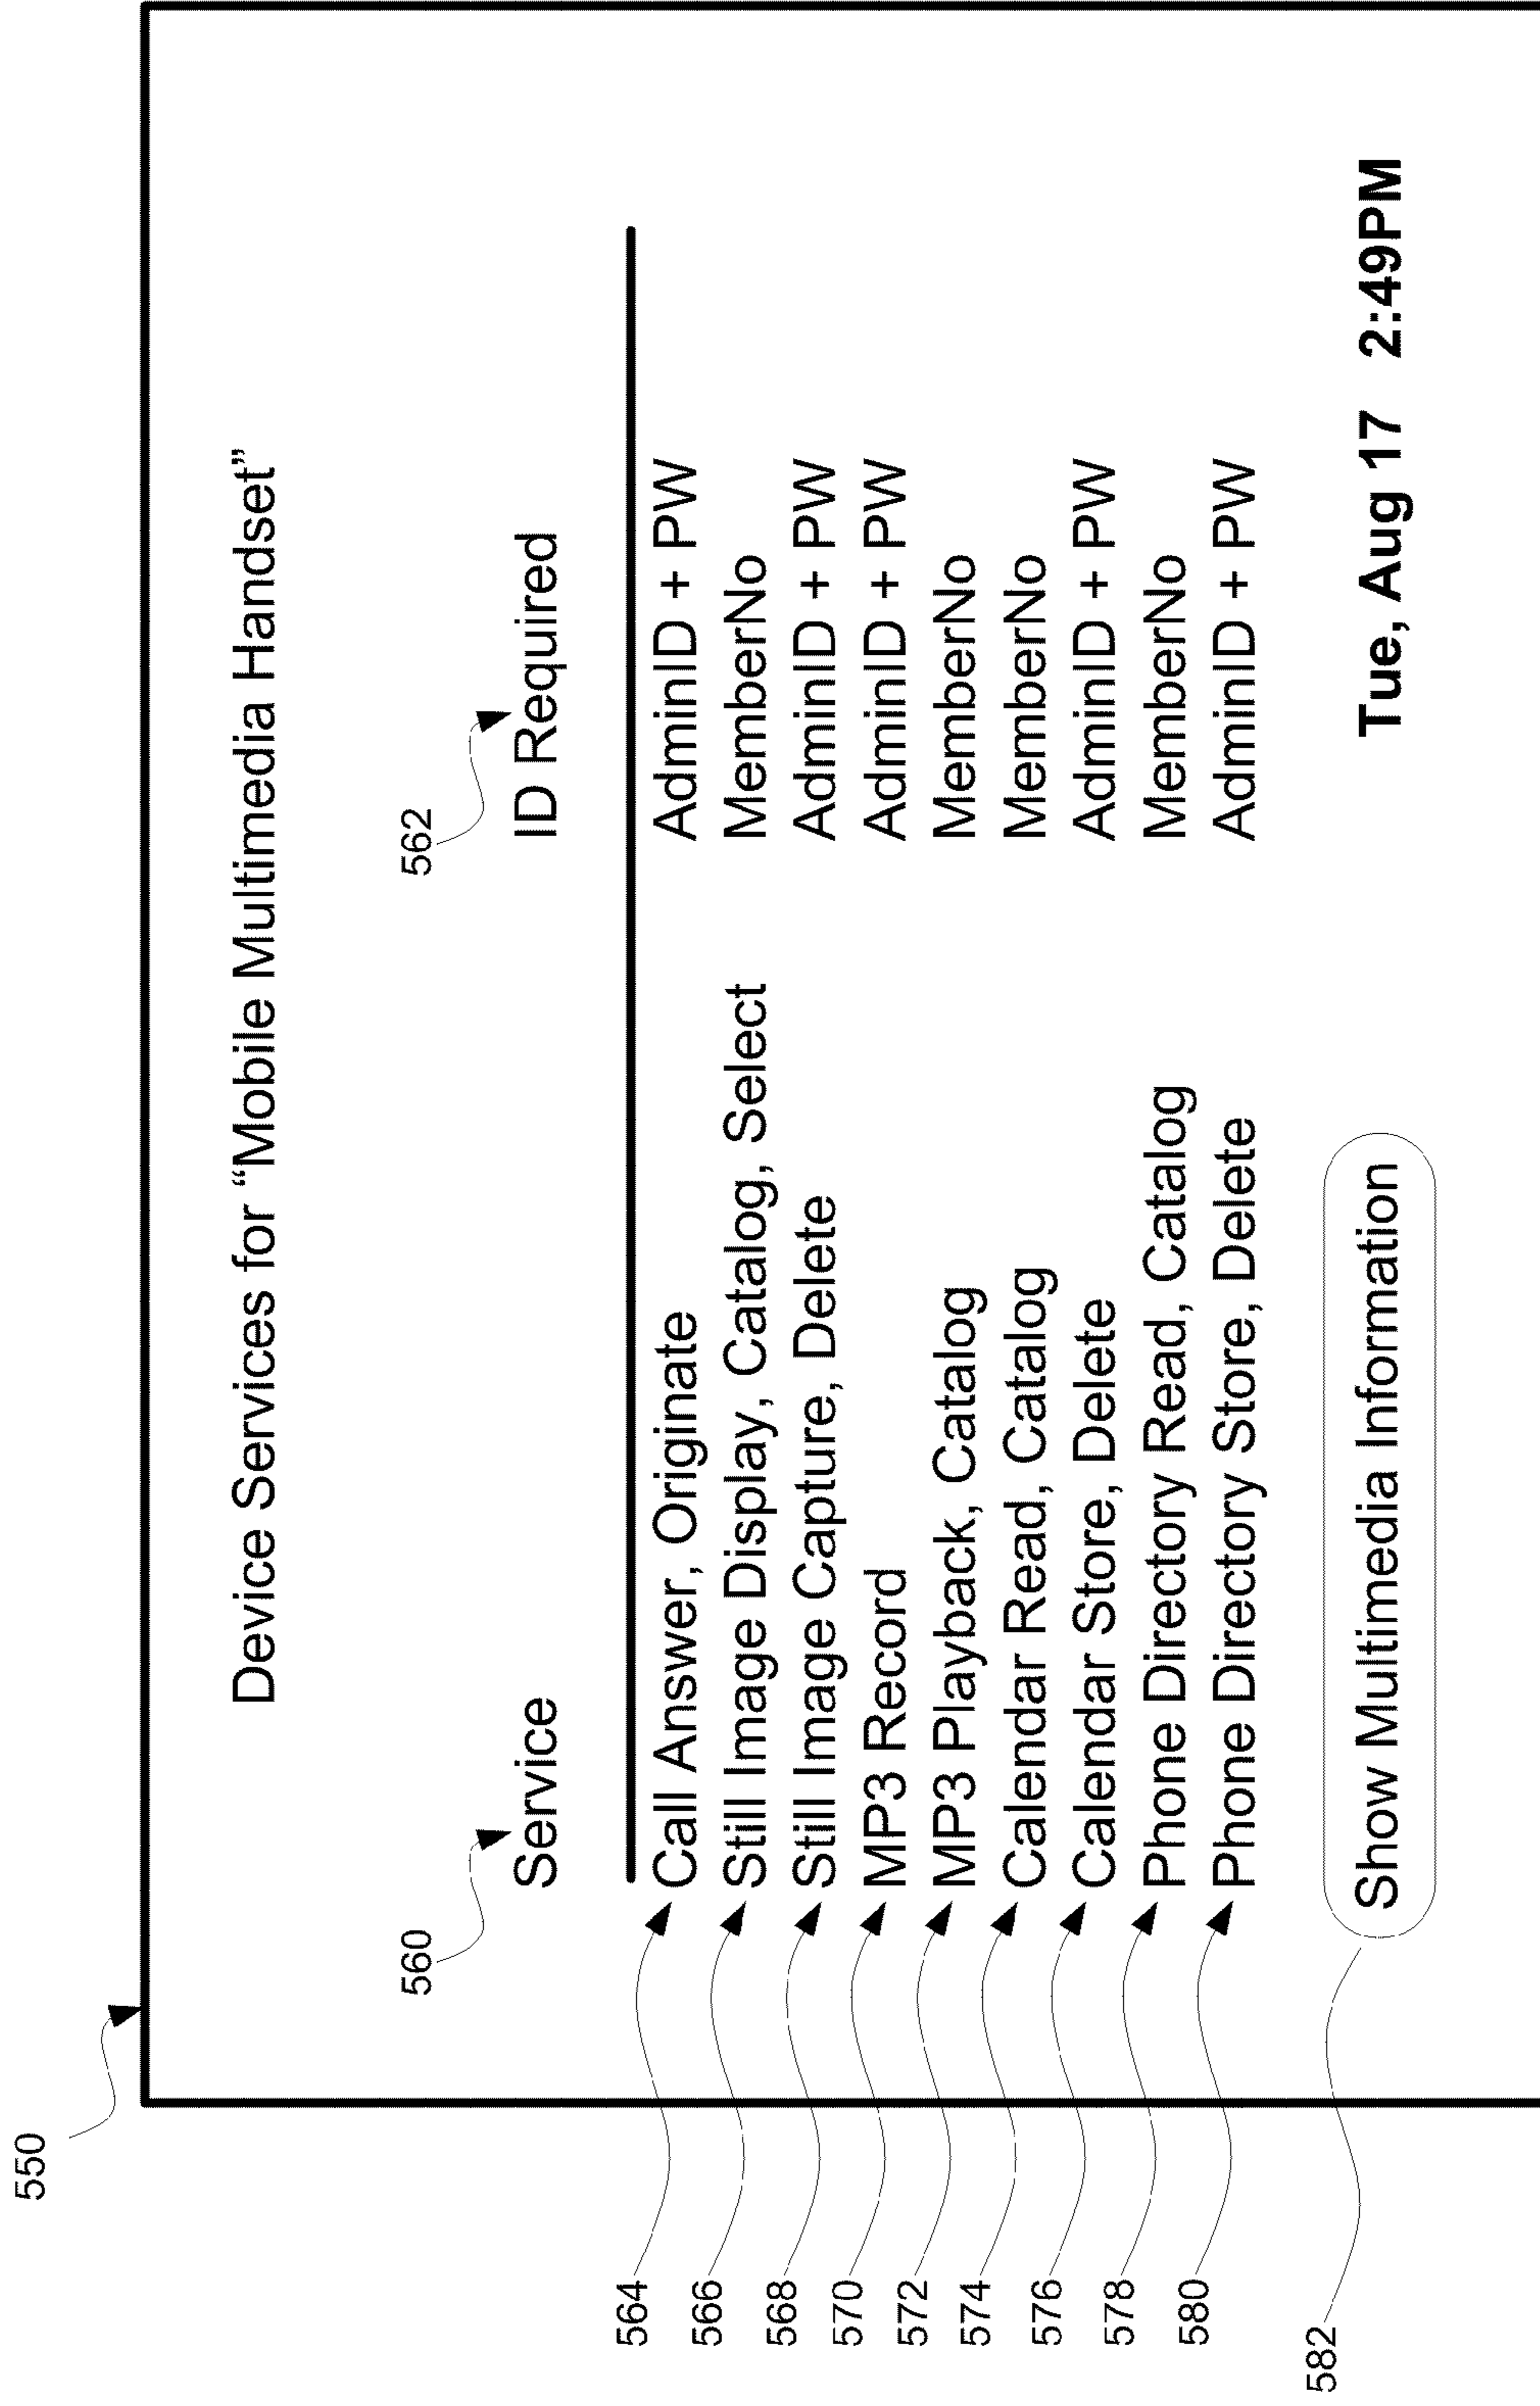 550
Device Services for “Mobile Multimedia Handset”
560 562
Service ID Required
564 Call Answer, Originate AdminID + PW
566 Still Image Display, Catalog, Select MemberNo
568 Still Image Capture, Delete AdminID + PW
570 MP3 Record AdminID + PW
572 MP3 Playback, Catalog MemberNo
574 Calendar Read, Catalog MemberNo
576 Calendar Store, Delete AdminID + PW
578 Phone Directory Read, Catalog MemberNo
580 Phone Directory Store, Delete AdminID + PW
582 Show Multimedia Information Tue, Aug 17 2:49PM